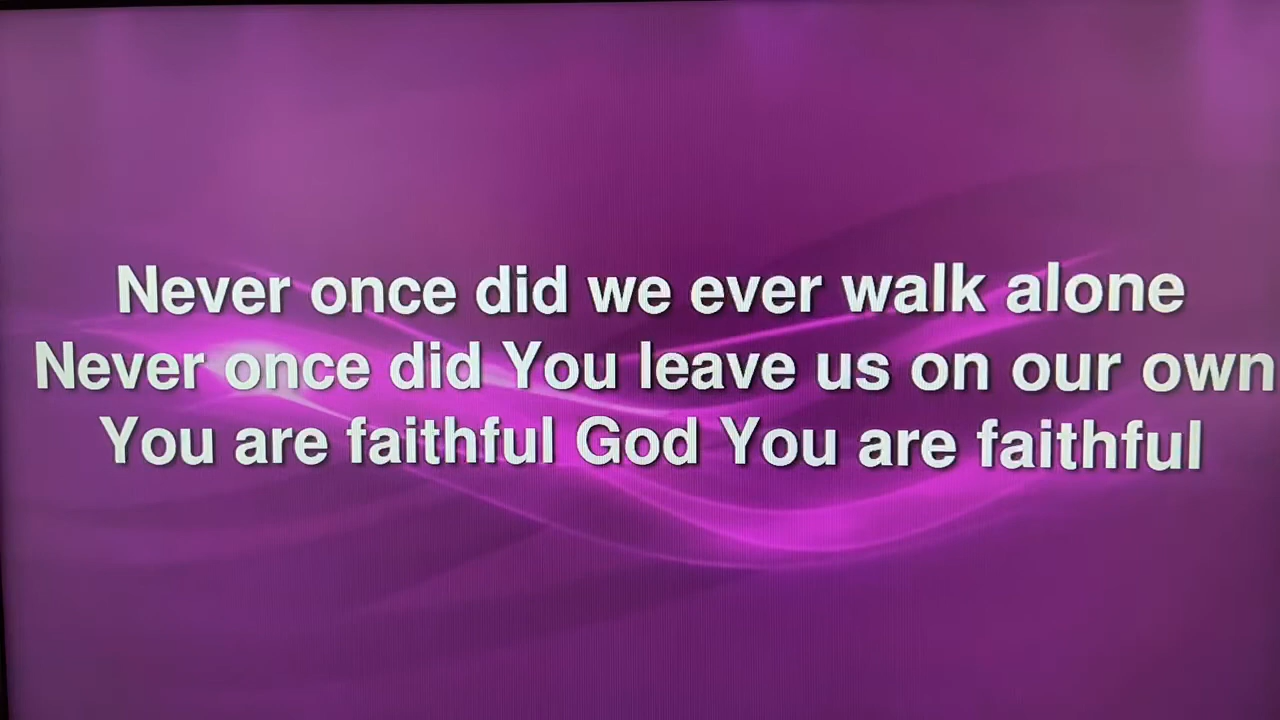 Never once did we ever walk alone
Never once did You leave us on our own
You are faithful God You are faithful